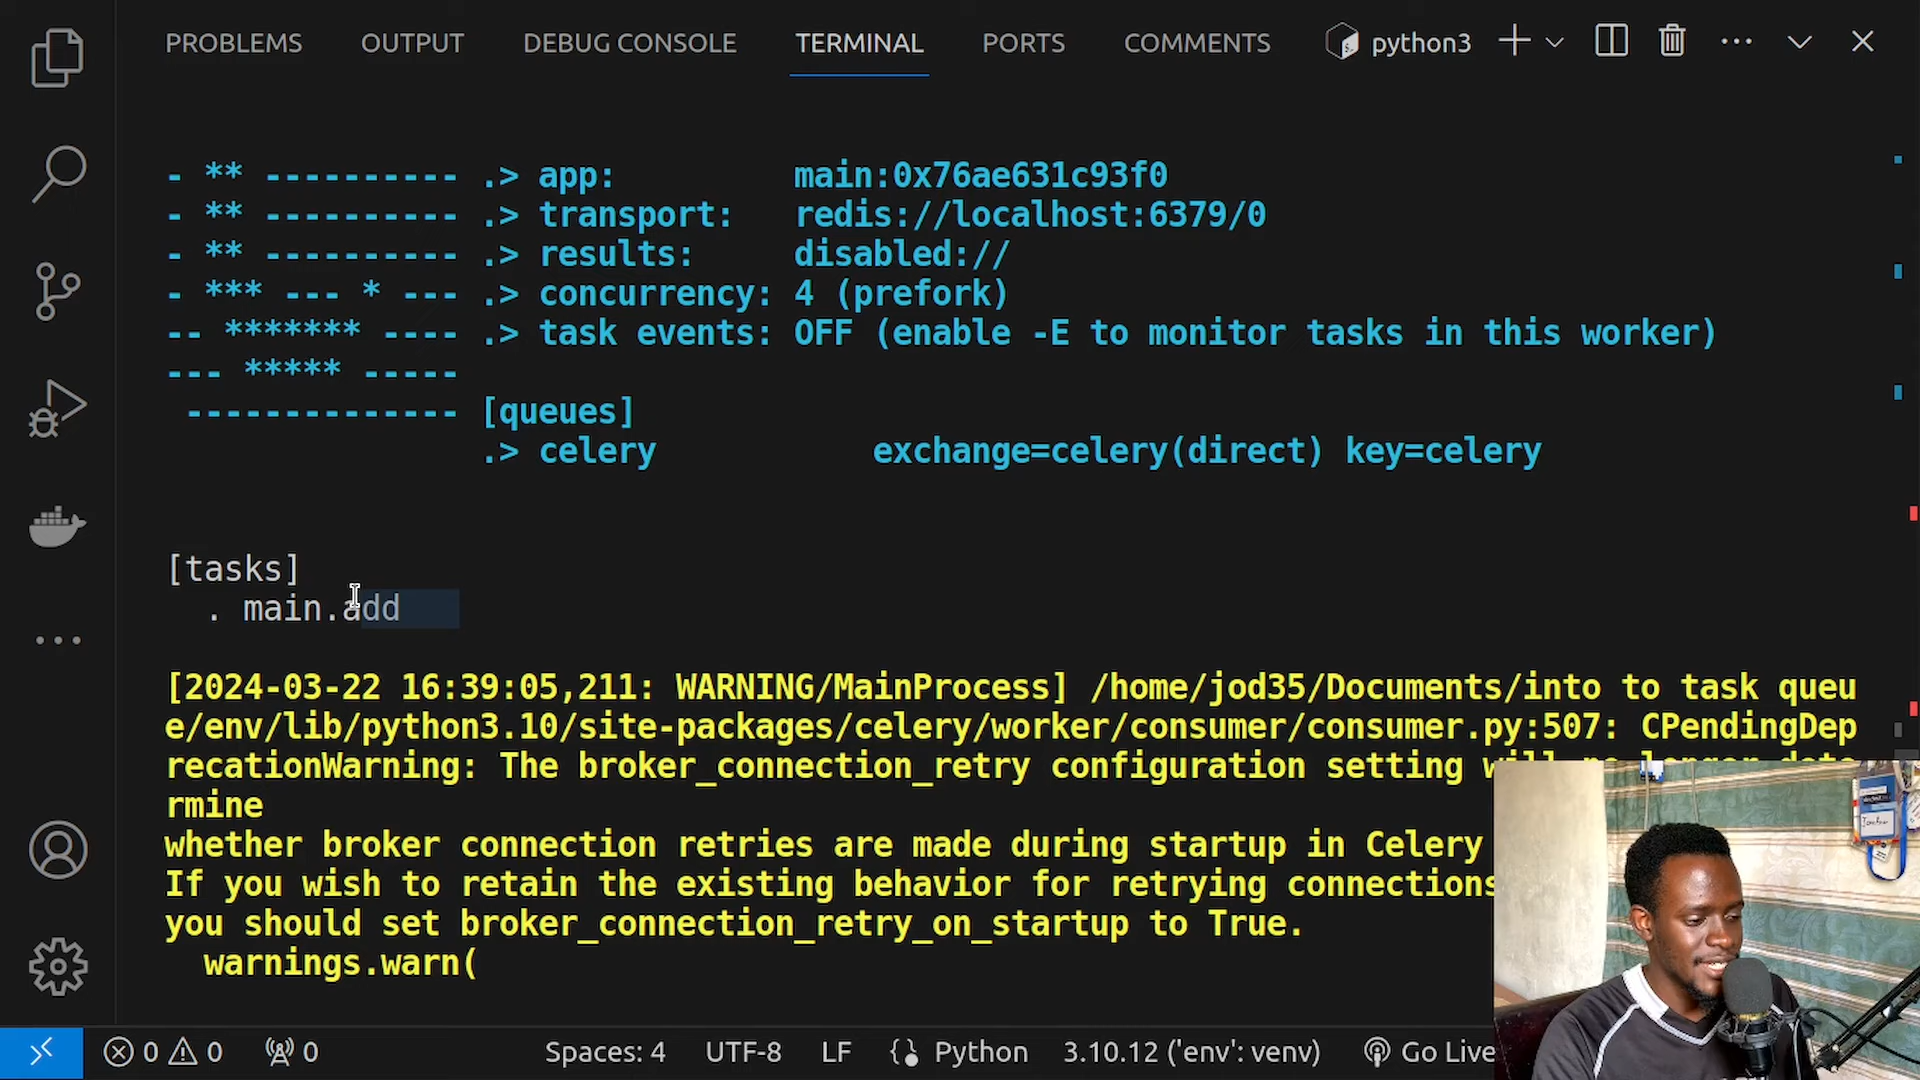 PROBLEMS OUTPUT DEBUG CONSOLE TERMINAL PORTS COMMENTS python3
- ** ---------- .> app: main:0x76ae631c93f0
- ** ---------- .> transport: redis://localhost:6379/0
- ** ---------- .> results: disabled://
- *** --- * --- .> concurrency: 4 (prefork)
-- ******* ---- .> task events: OFF (enable -E to monitor tasks in this worker)
--- ***** -----
-------------- [queues]
.> celery exchange=celery(direct) key=celery
[tasks]
. main.add
[2024-03-22 16:39:05,211: WARNING/MainProcess] /home/jod35/Documents/into to task queu
e/env/lib/python3.10/site-packages/celery/worker/consumer/consumer.py:507: CPendingDep
recationWarning: The broker_connection_retry configuration setting will no longer dete
rmine
whether broker connection retries are made during startup in Celery
If you wish to retain the existing behavior for retrying connections
you should set broker_connection_retry_on_startup to True.
warnings.warn(
0 0 0 Spaces: 4 UTF-8 LF Python 3.10.12 ('env': venv) Go Live